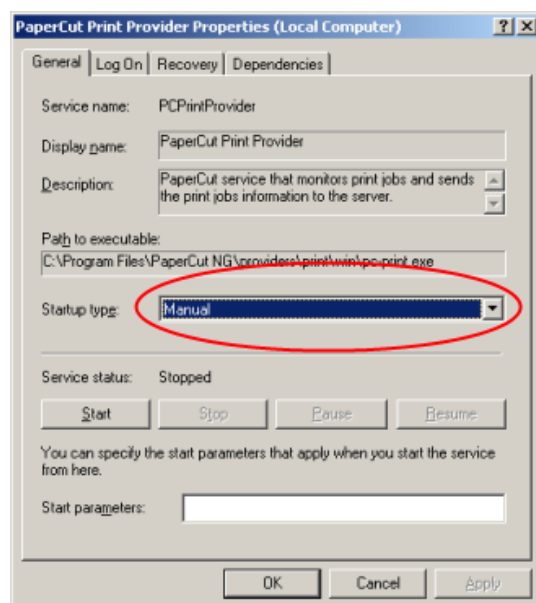 PaperCut Print Provider Properties (Local Computer)
General Log On Recovery Dependencies
Service name: PCPrintProvider
Display name: PaperCut Print Provider
Description: PaperCut service that monitors print jobs and sends
the print jobs information to the server.
Path to executable:
C:\Program Files\PaperCut NG\providers\print\win\pc-print.exe
Startup type: Manual
Service status: Stopped
Start Stop Pause Resume
You can specify the start parameters that apply when you start the service
from here.
Start parameters:
OK Cancel Apply